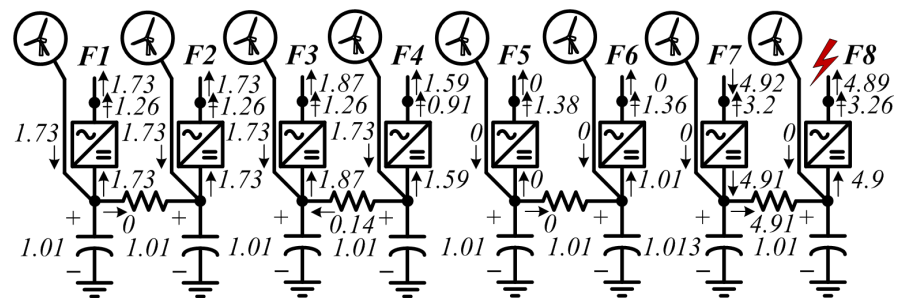 F1 F2 F3 F4 F5 F6 F7 F8
1.73 1.73 1.87 1.59 0 0 4.92 4.89
1.26 1.26 1.26 0.91 1.38 1.36 3.2 3.26
1.73 1.73 1.73 1.73 0 0 0 0
1.73 1.73 1.87 1.59 0 1.01 4.91 4.9
+ + + + + + + +
0 0.14 0 4.91
1.01 1.01 1.01 1.01 1.01 1.01 1.013 1.01
− − − − − − − −